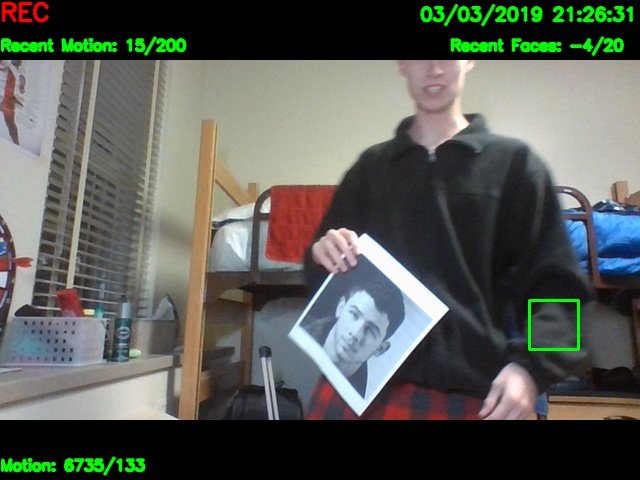 REC
03/03/2019 21:26:31
Recent Motion: 15/200
Recent Faces: -4/20
Motion: 6735/133